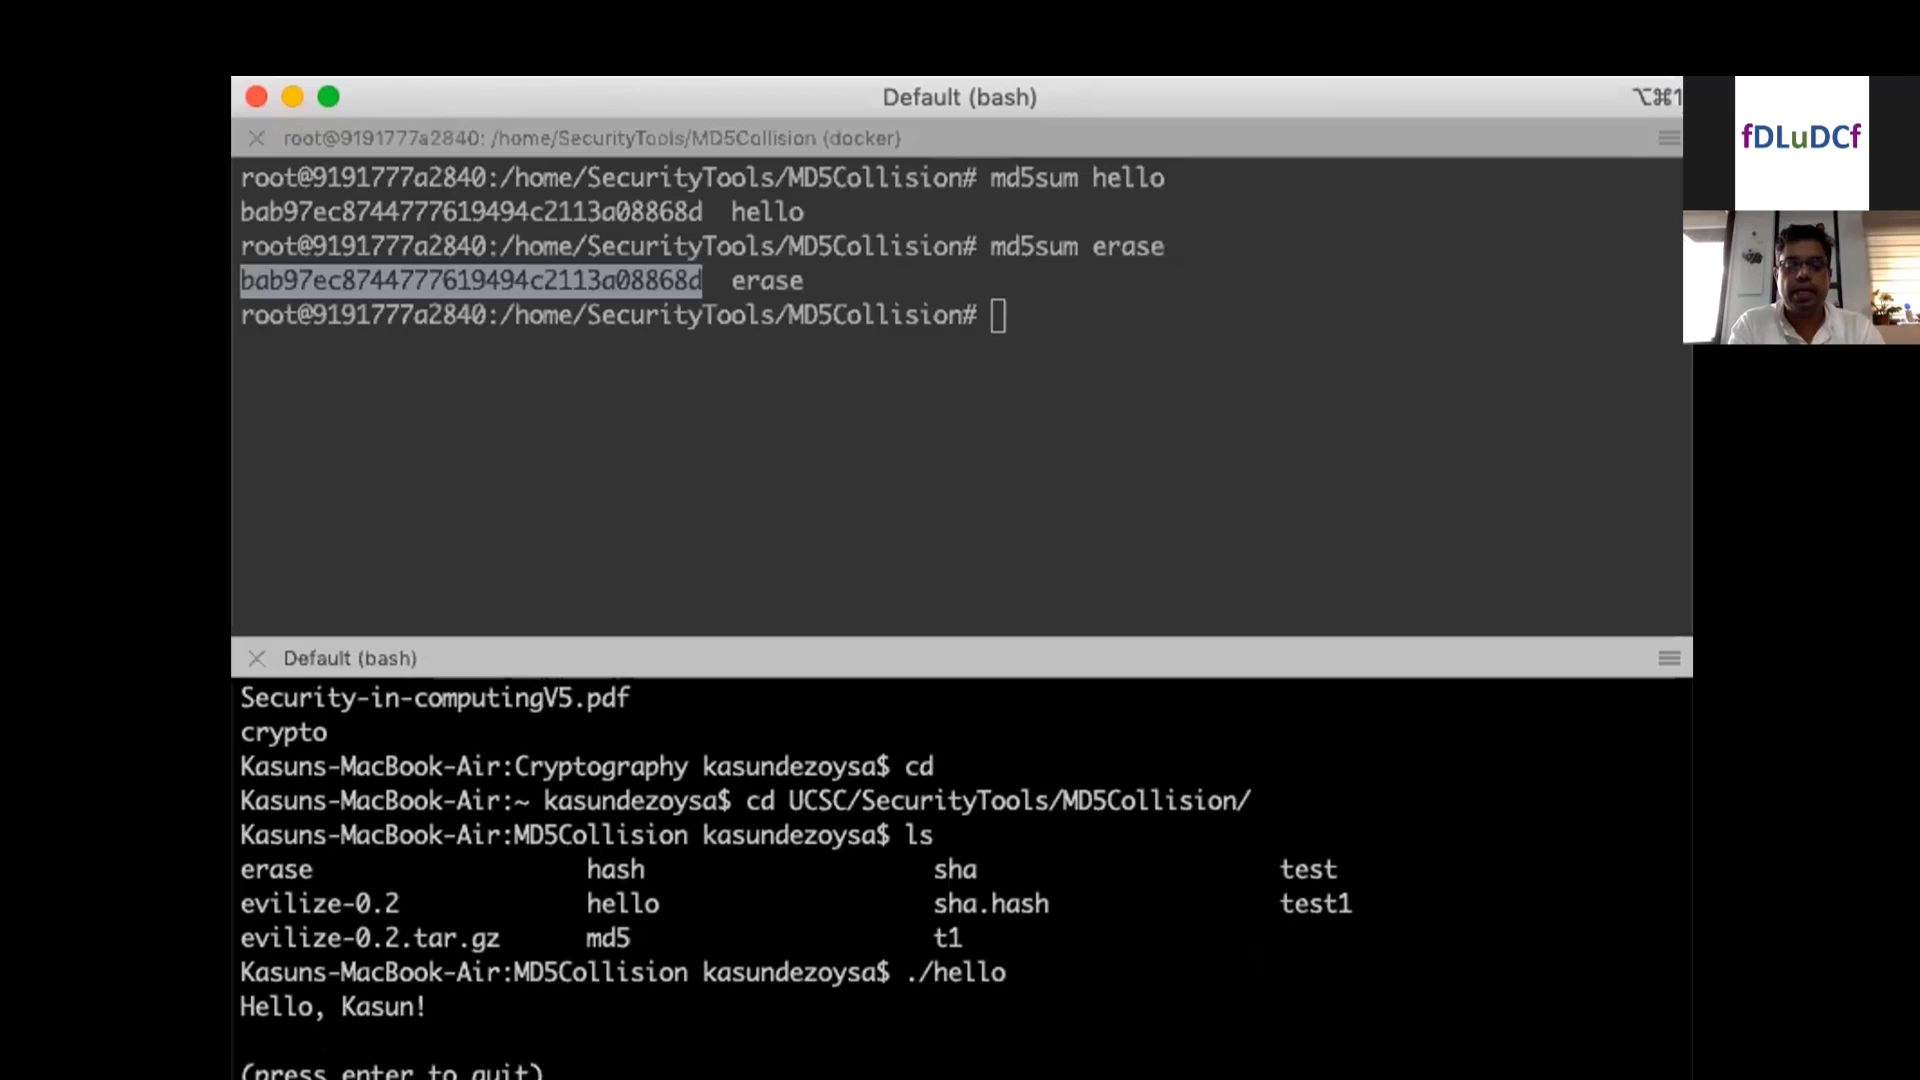 Default (bash)
⌥⌘1
root@9191777a2840: /home/SecurityTools/MD5Collision (docker)
root@9191777a2840:/home/SecurityTools/MD5Collision# md5sum hello
bab97ec8744777619494c2113a08868d  hello
root@9191777a2840:/home/SecurityTools/MD5Collision# md5sum erase
bab97ec8744777619494c2113a08868d  erase
root@9191777a2840:/home/SecurityTools/MD5Collision#
fDLuDCf
Default (bash)
Security-in-computingV5.pdf
crypto
Kasuns-MacBook-Air:Cryptography kasundezoysa$ cd
Kasuns-MacBook-Air:~ kasundezoysa$ cd UCSC/SecurityTools/MD5Collision/
Kasuns-MacBook-Air:MD5Collision kasundezoysa$ ls
erase hash sha test
evilize-0.2 hello sha.hash test1
evilize-0.2.tar.gz md5 t1
Kasuns-MacBook-Air:MD5Collision kasundezoysa$ ./hello
Hello, Kasun!
(press enter to quit)